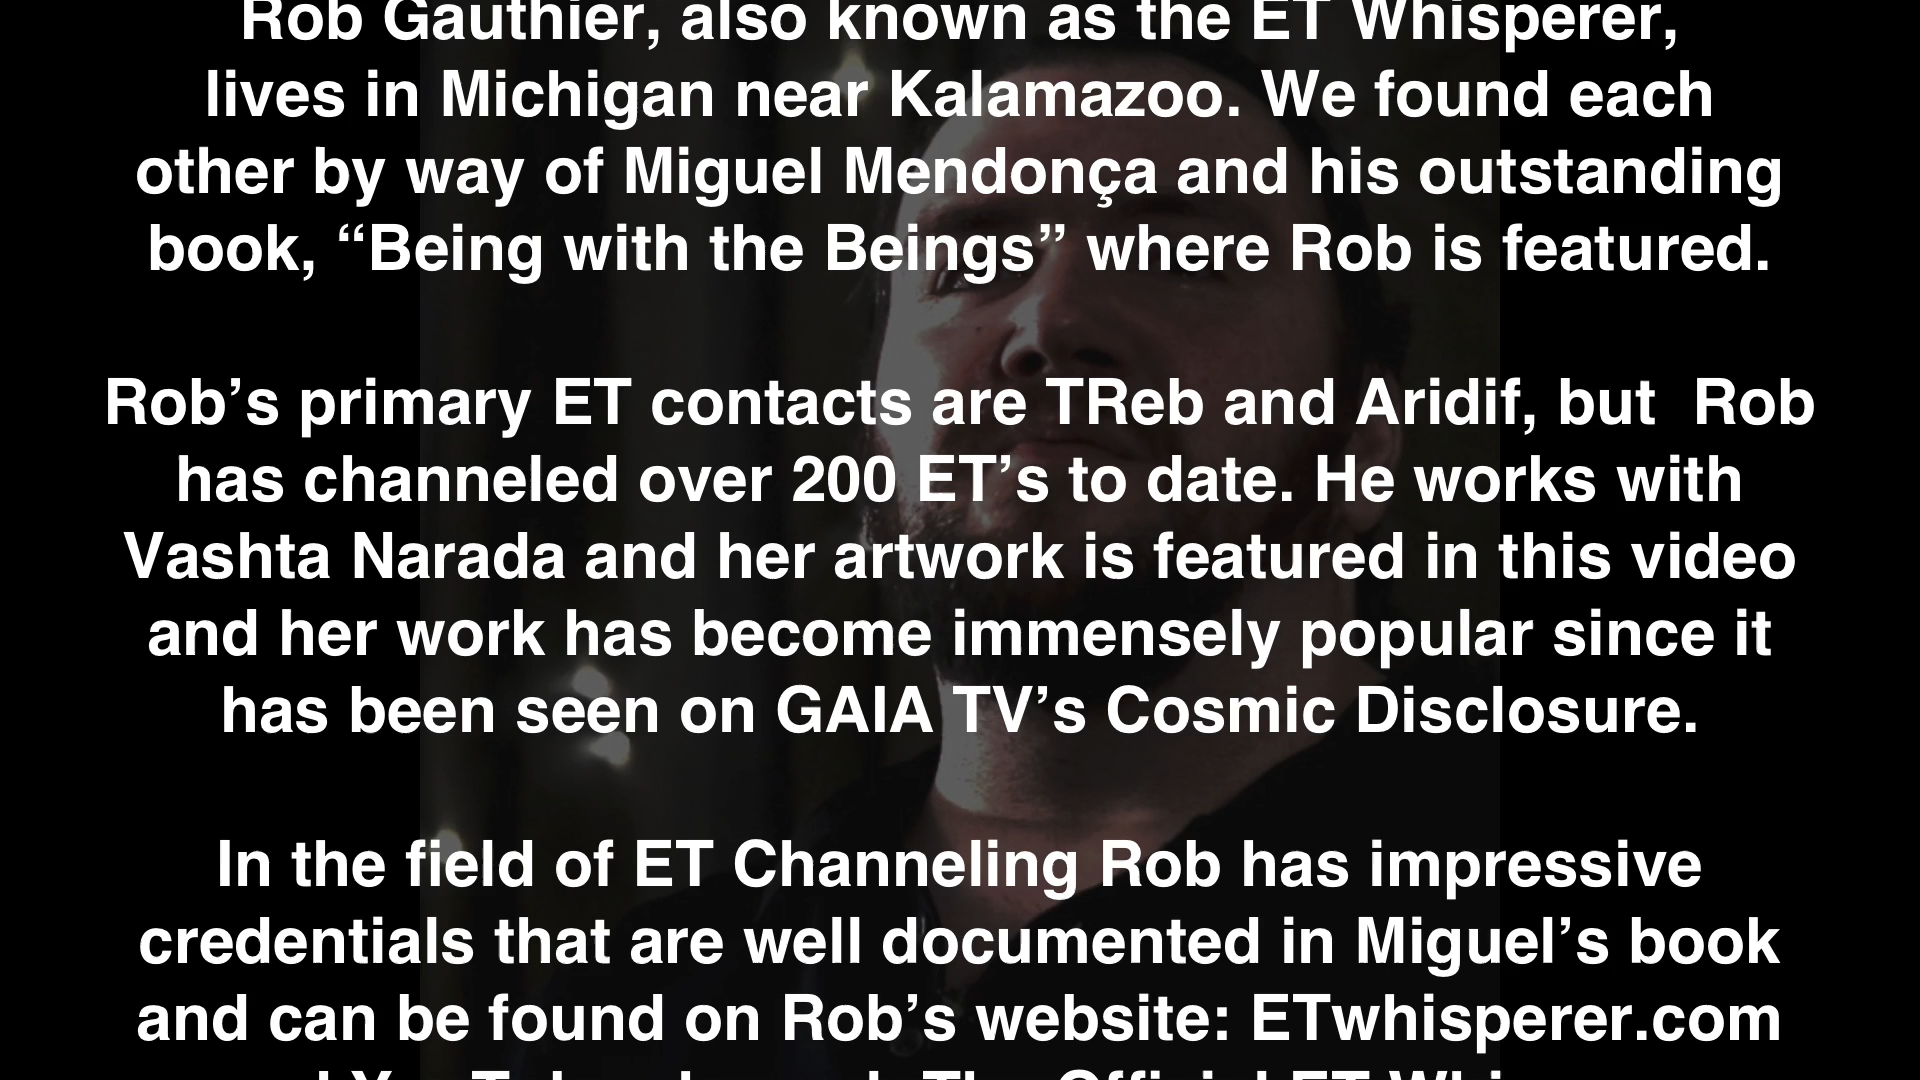 Rob Gauthier, also known as the ET Whisperer,
lives in Michigan near Kalamazoo. We found each
other by way of Miguel Mendonça and his outstanding
book, “Being with the Beings” where Rob is featured.
Rob’s primary ET contacts are TReb and Aridif, but  Rob
has channeled over 200 ET’s to date. He works with
Vashta Narada and her artwork is featured in this video
and her work has become immensely popular since it
has been seen on GAIA TV’s Cosmic Disclosure.
In the field of ET Channeling Rob has impressive
credentials that are well documented in Miguel’s book
and can be found on Rob’s website: ETwhisperer.com